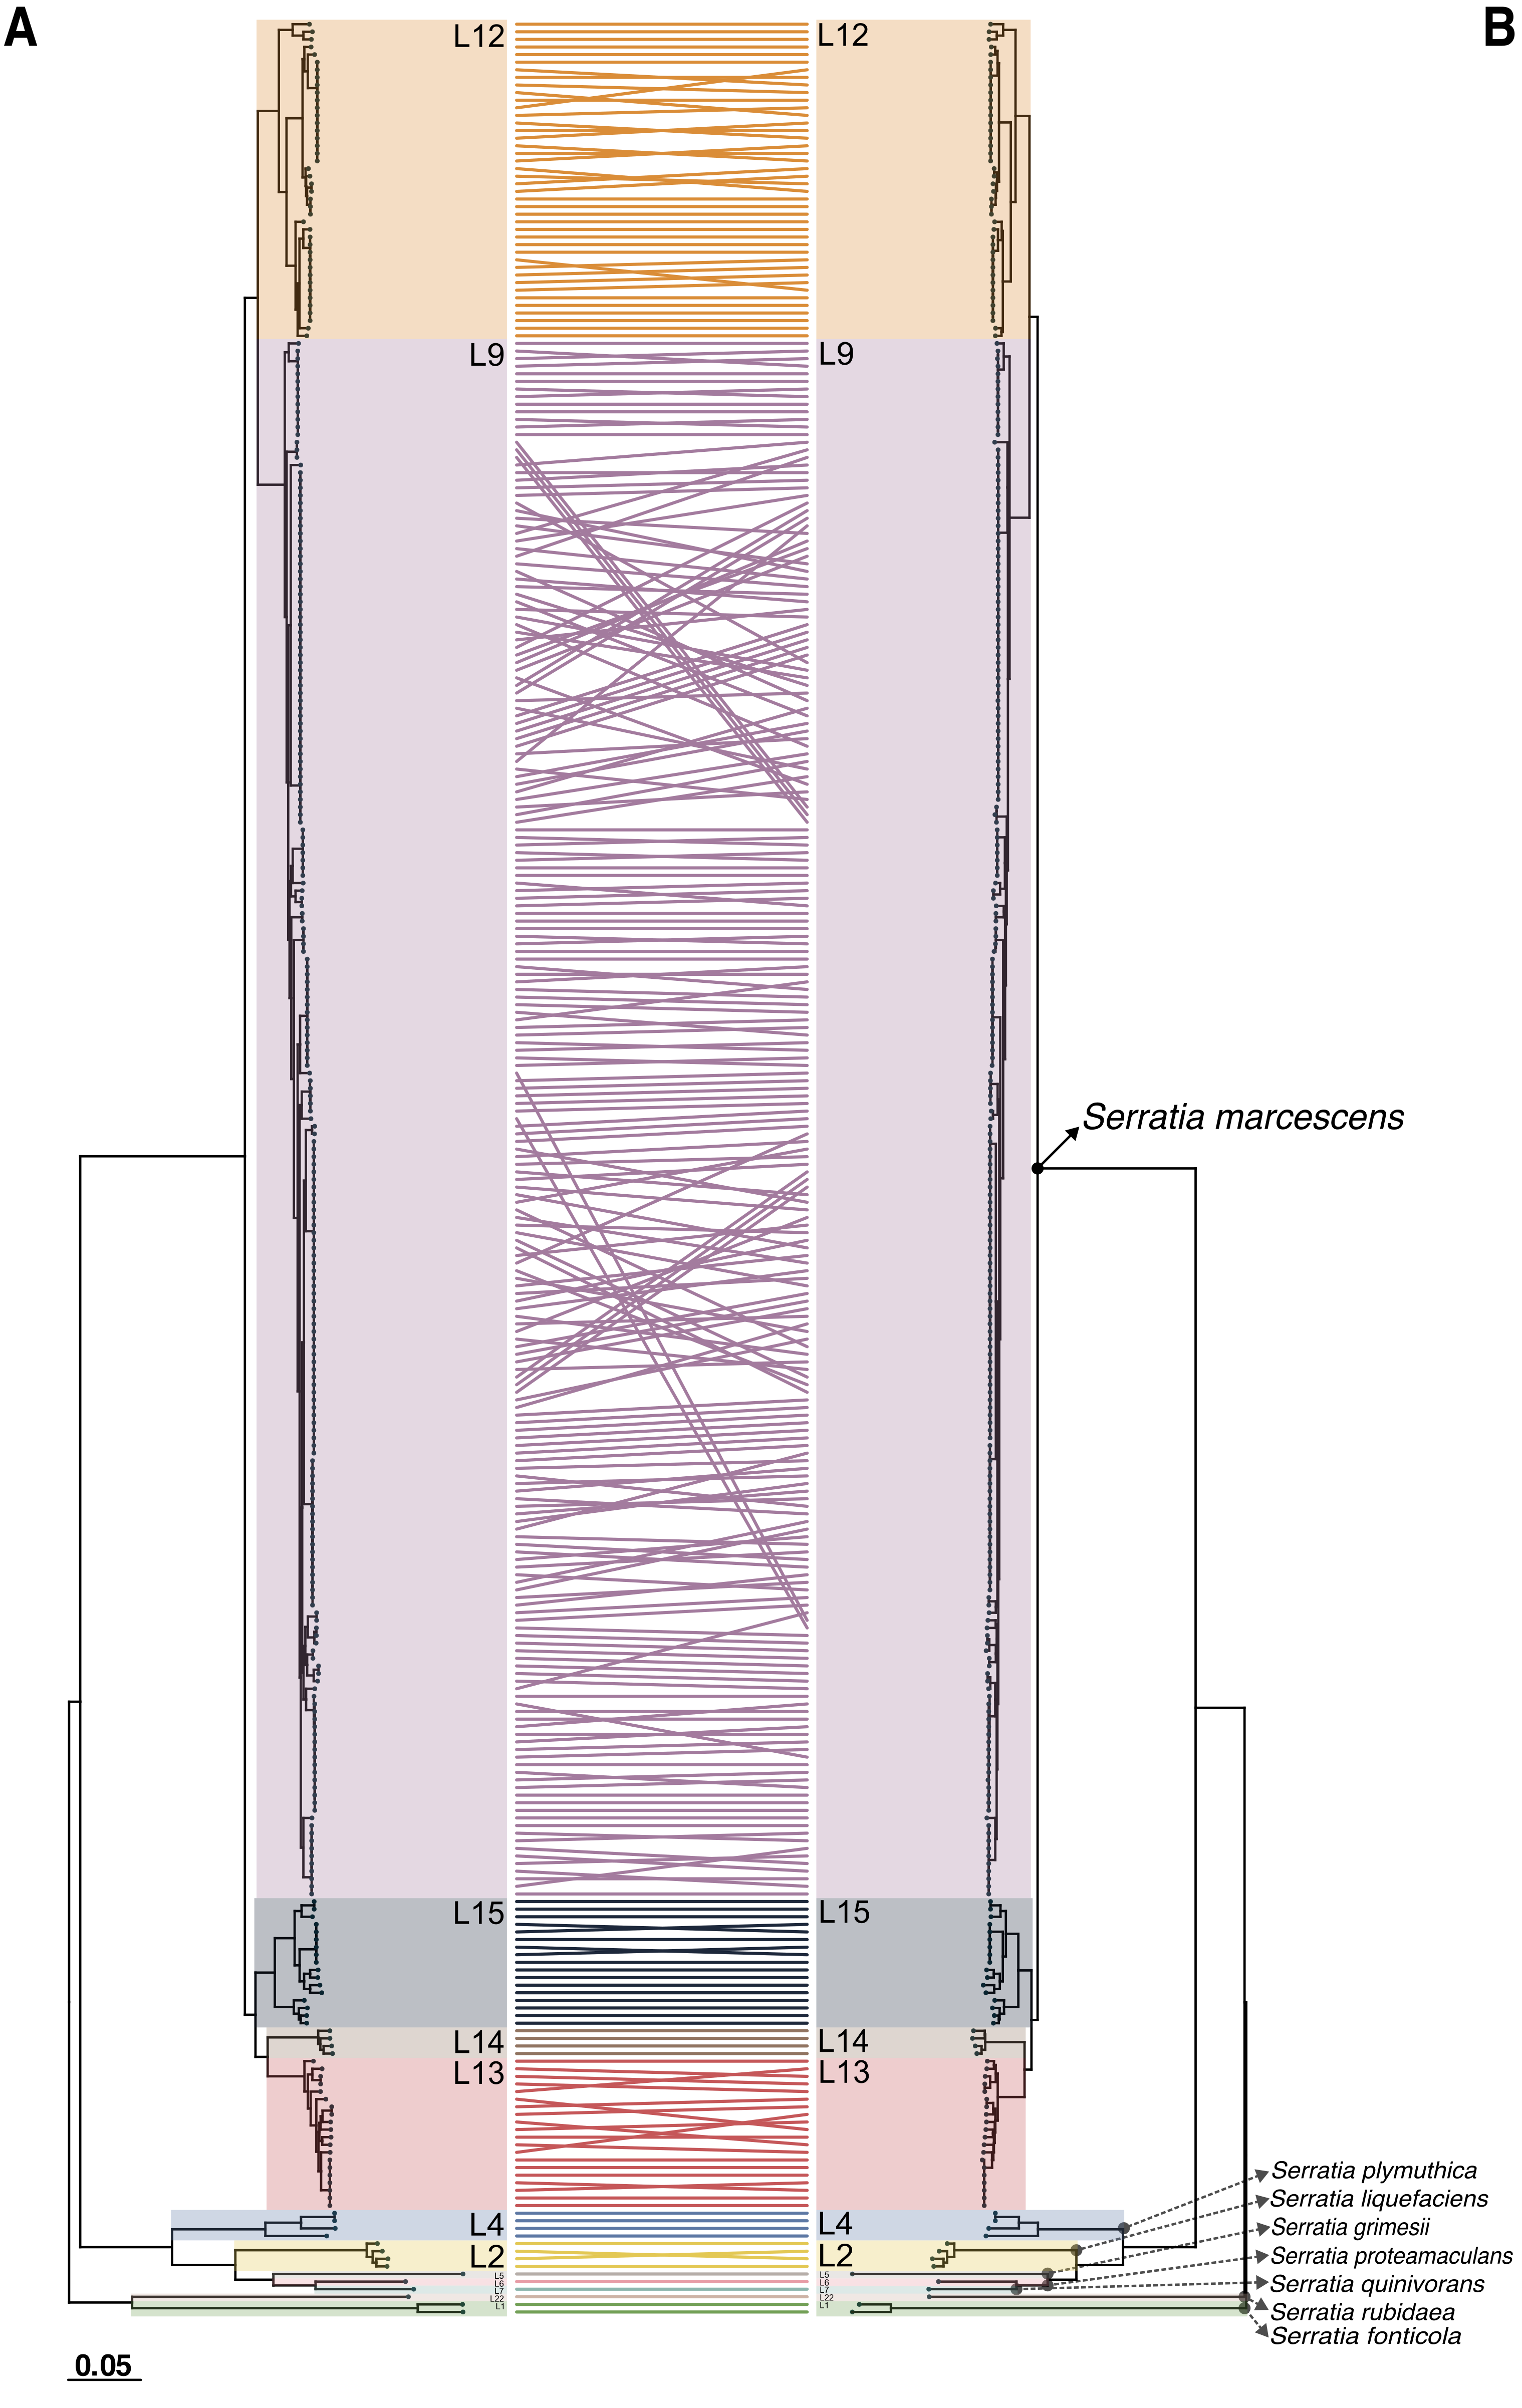 A
B
L12
L12
L9
L9
Serratia marcescens
L15
L15
L14
L14
L13
L13
Serratia plymuthica
Serratia liquefaciens
L4
L4
Serratia grimesii
L2
L2
Serratia proteamaculans
L5
L5
L6
L6
Serratia quinivorans
L7
L7
L22
L22
L1
L1
Serratia rubidaea
Serratia fonticola
0.05